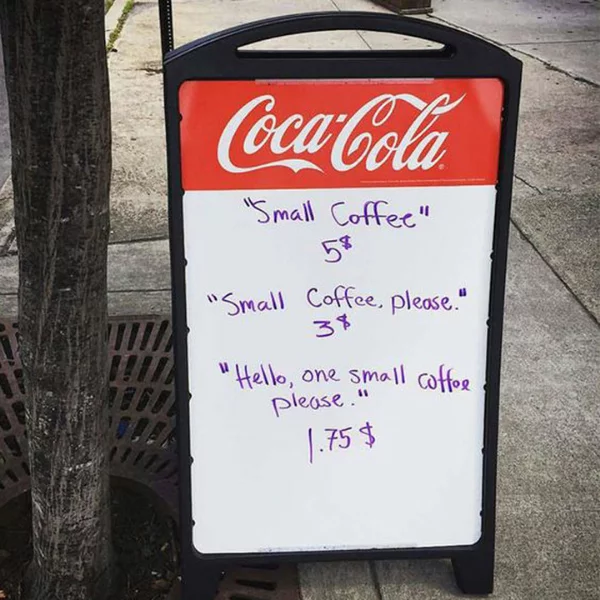 Coca-Cola
"Small Coffee"
5$
"Small Coffee, please."
3$
"Hello, one small coffee
please."
1.75 $